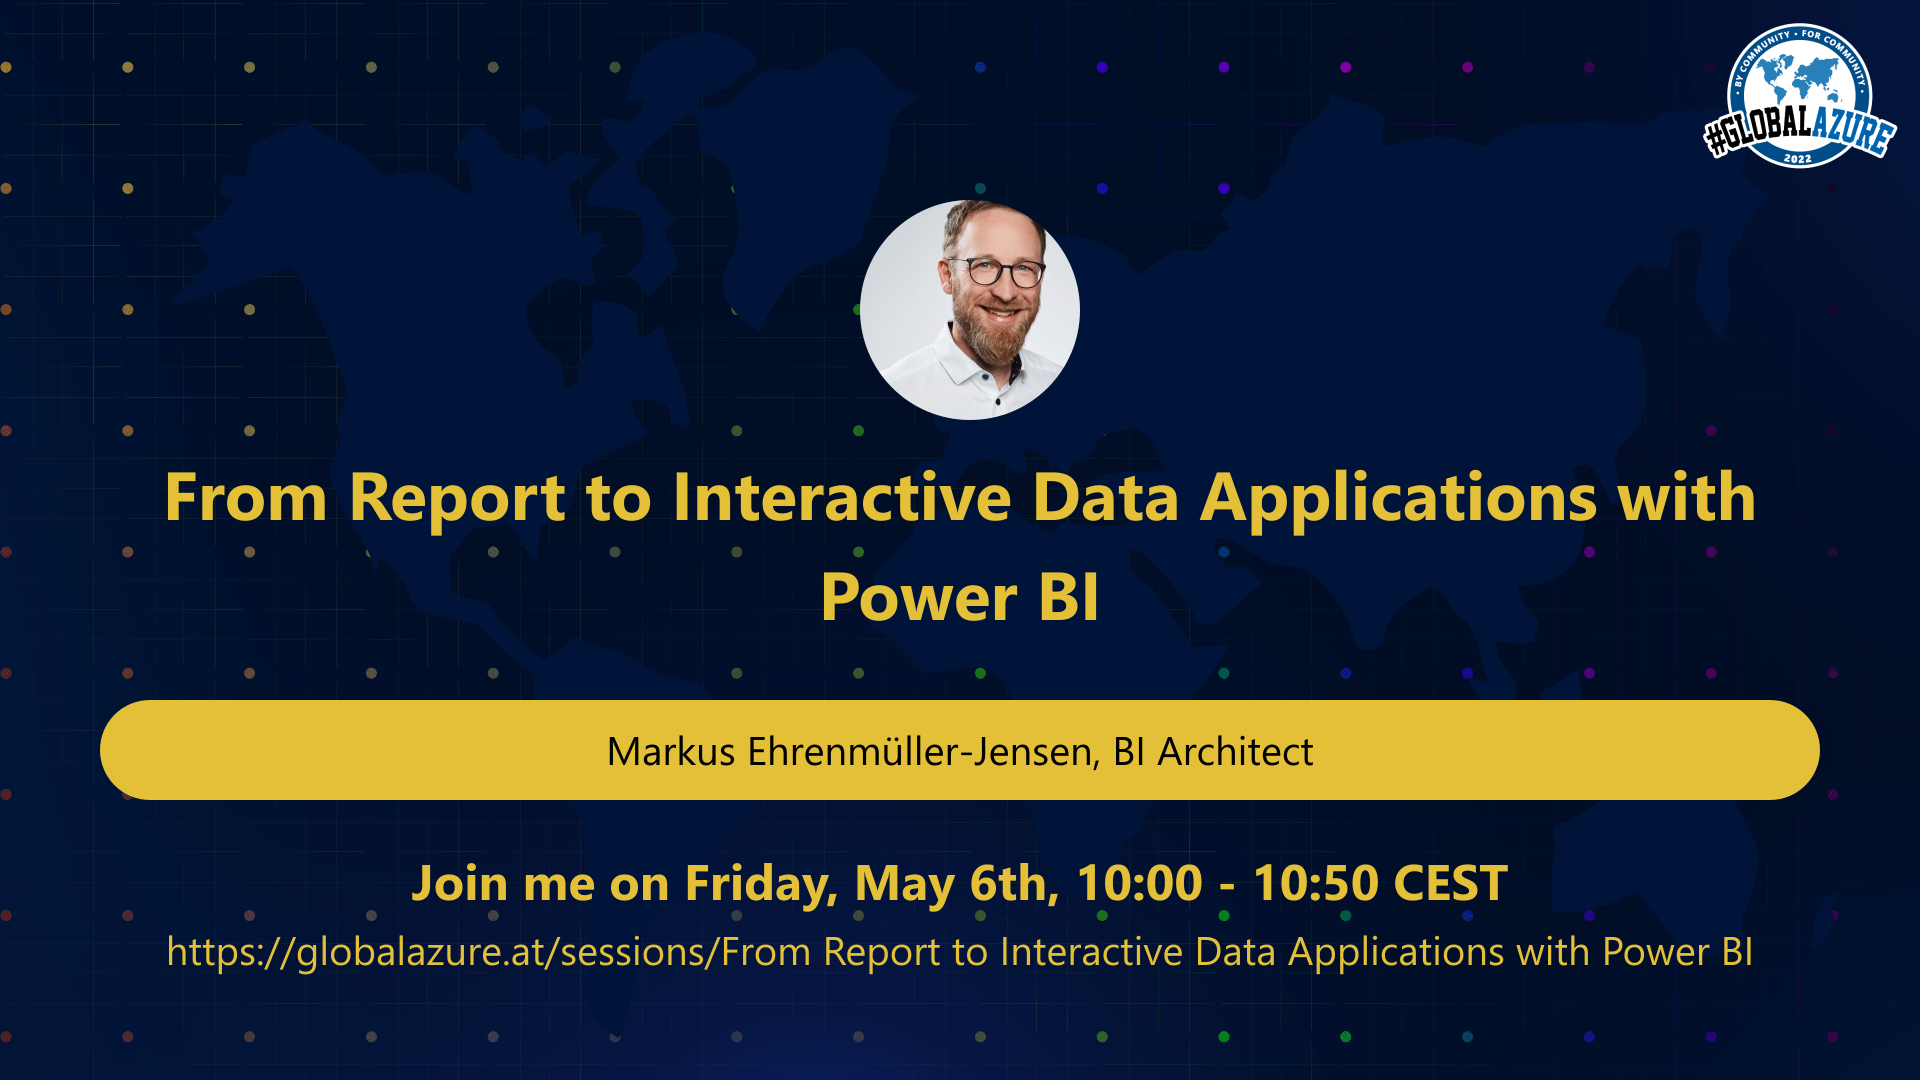 • BY COMMUNITY • FOR COMMUNITY •
#GLOBALAZURE
2022
From Report to Interactive Data Applications with
Power BI
Markus Ehrenmüller-Jensen, BI Architect
Join me on Friday, May 6th, 10:00 - 10:50 CEST
https://globalazure.at/sessions/From Report to Interactive Data Applications with Power BI